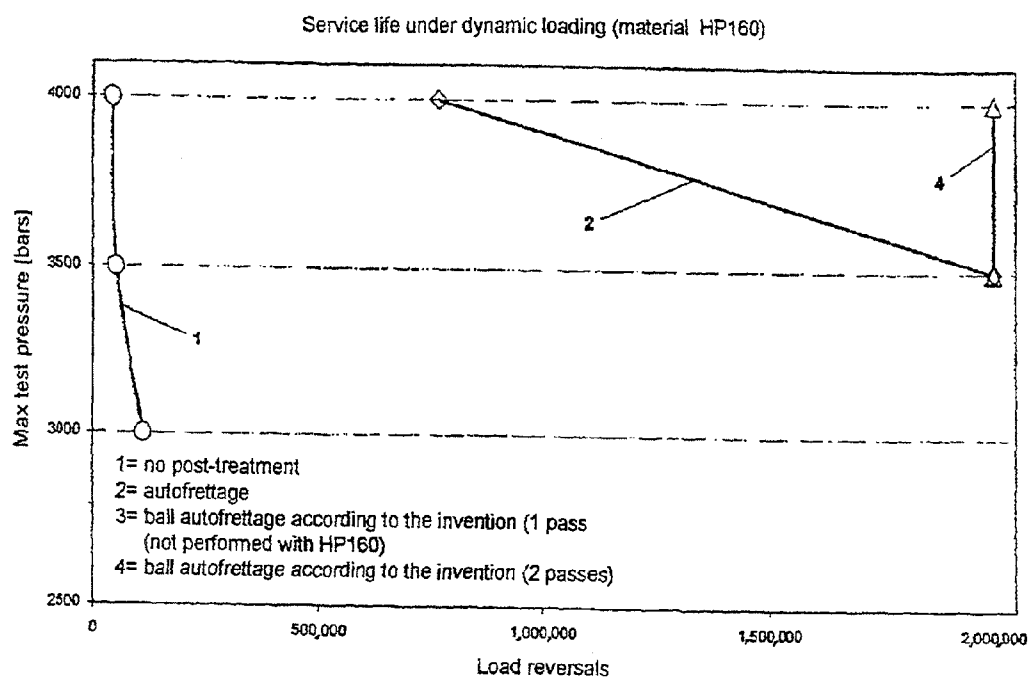 Service life under dynamic loading (material HP160)
Max test pressure [bars]
4000
3500
3000
2500
1
2
4
1= no post-treatment
2= autofrettage
3= ball autofrettage according to the invention (1 pass
(not performed with HP160)
4= ball autofrettage according to the invention (2 passes)
0
500,000
1,000,000
1,500,000
2,000,000
Load reversals